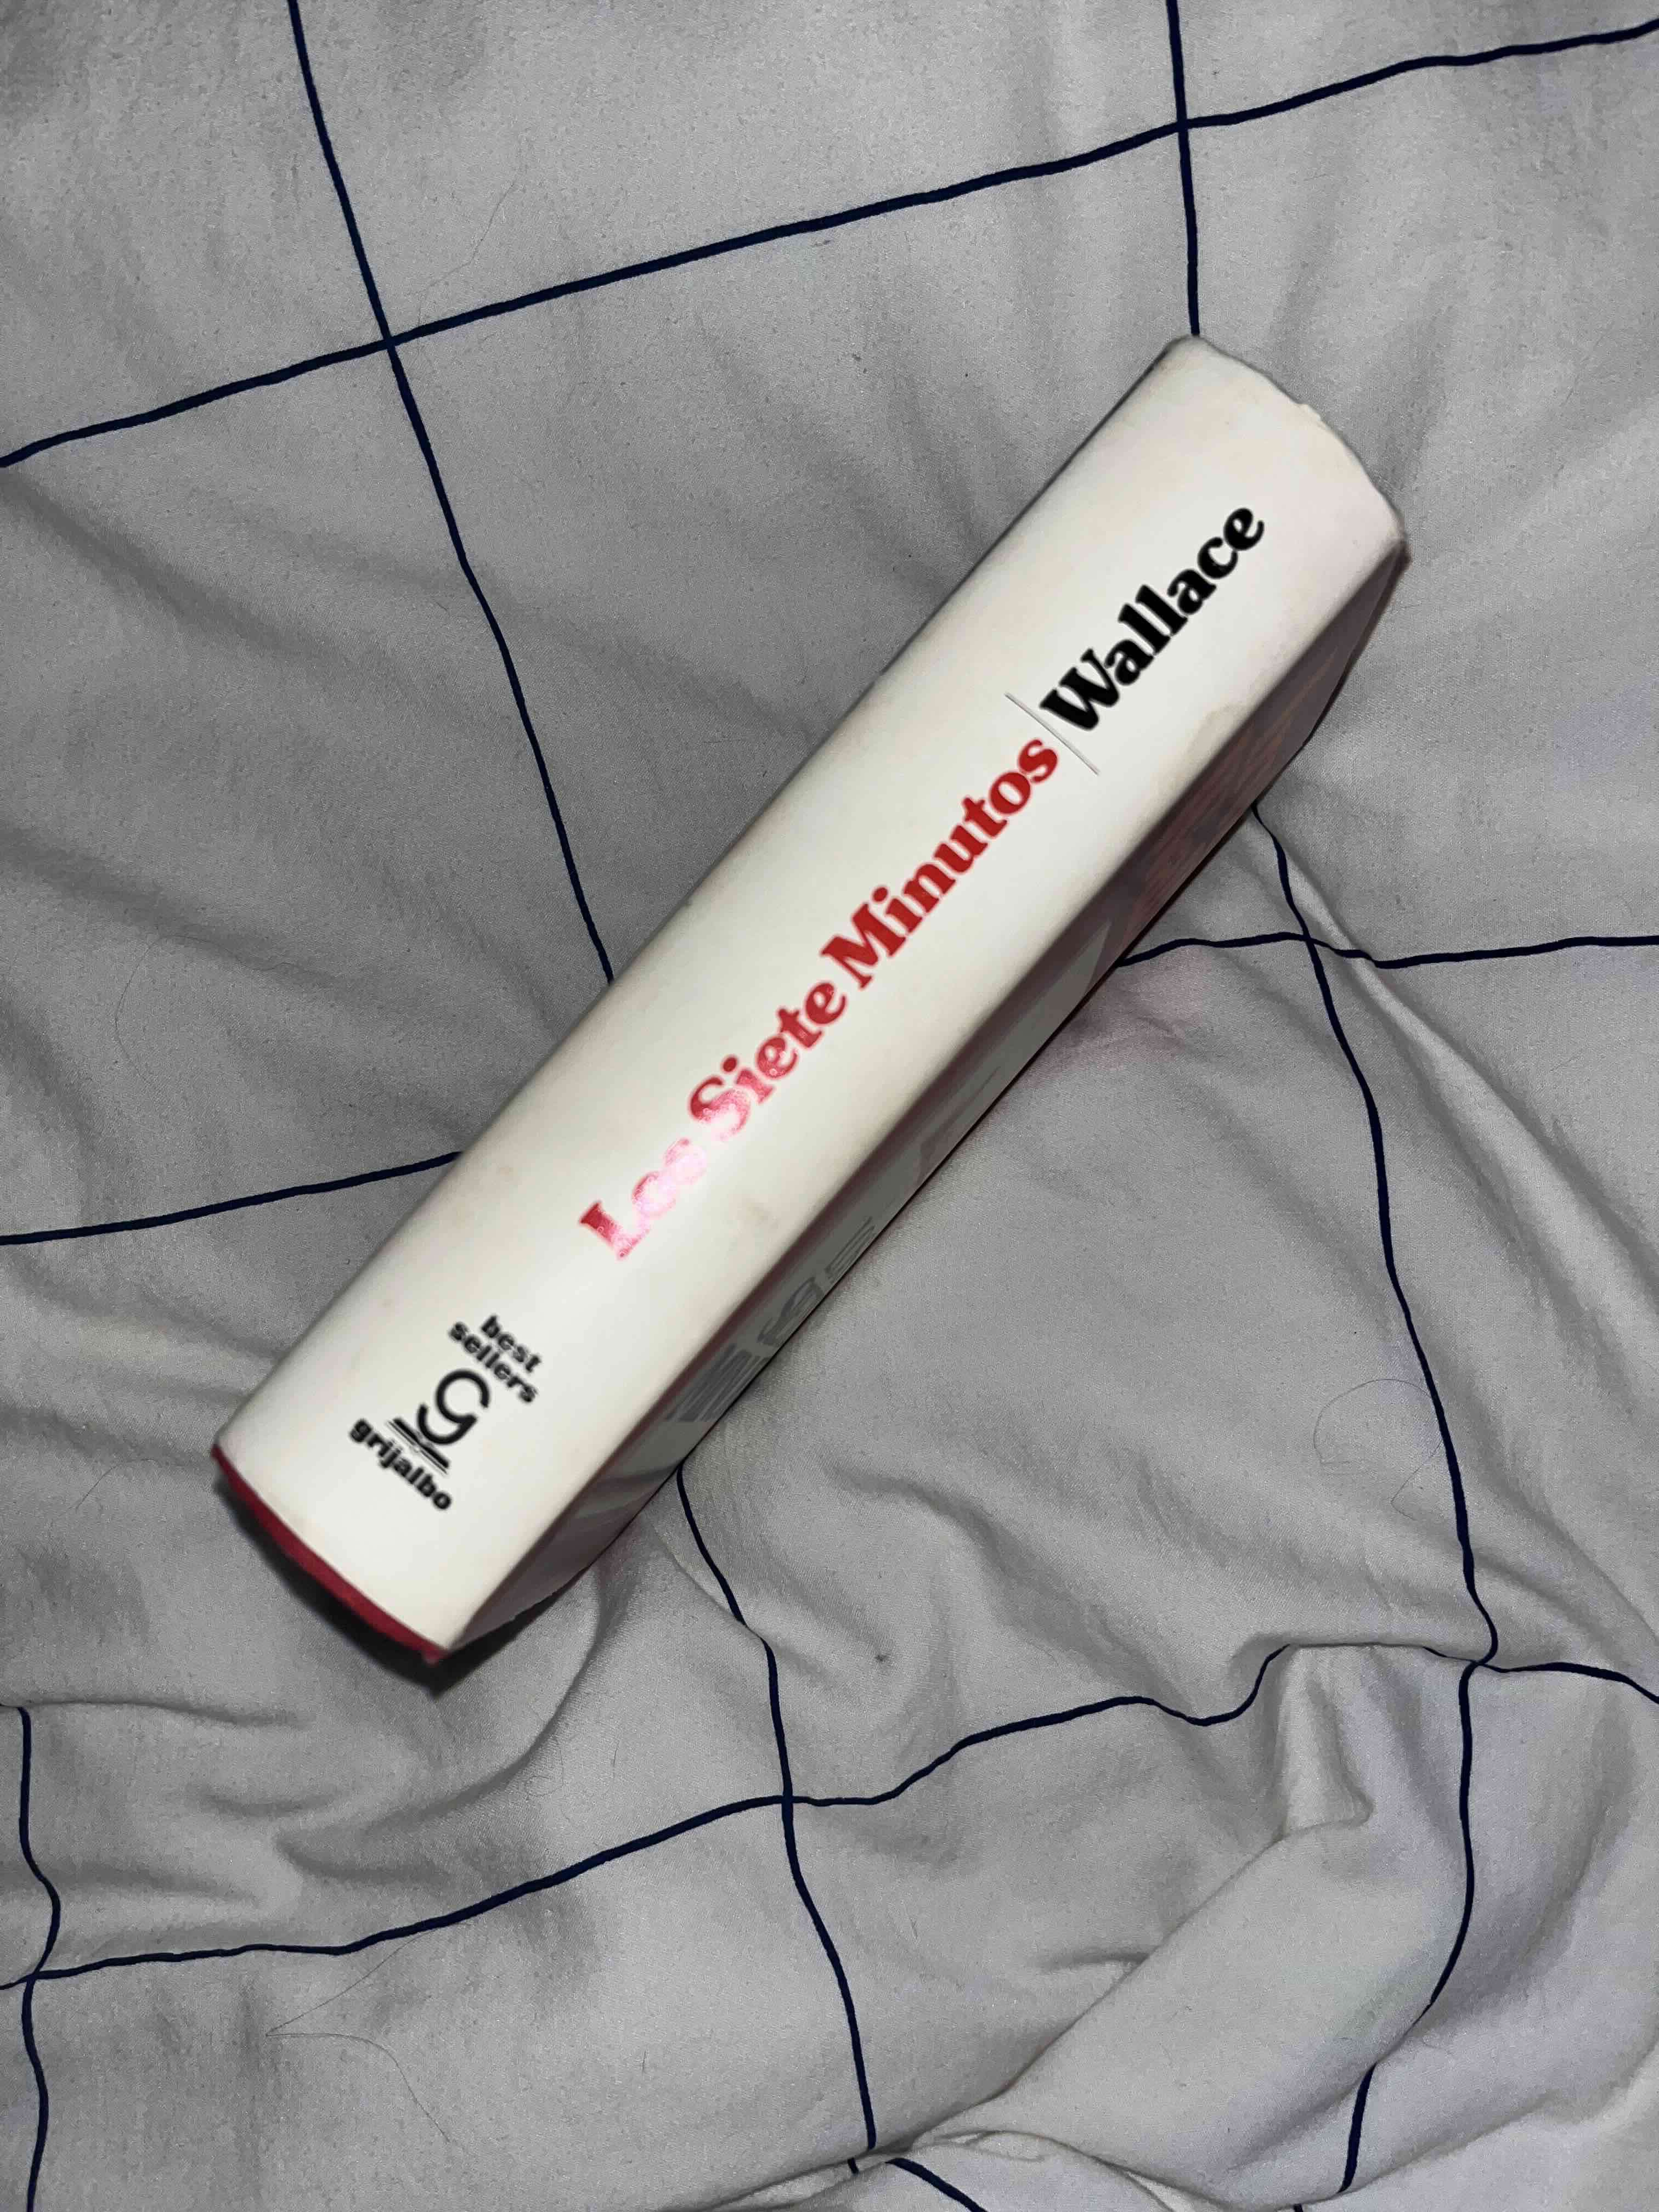 Los Siete Minutos
Wallace
best
sellers
grijalbo